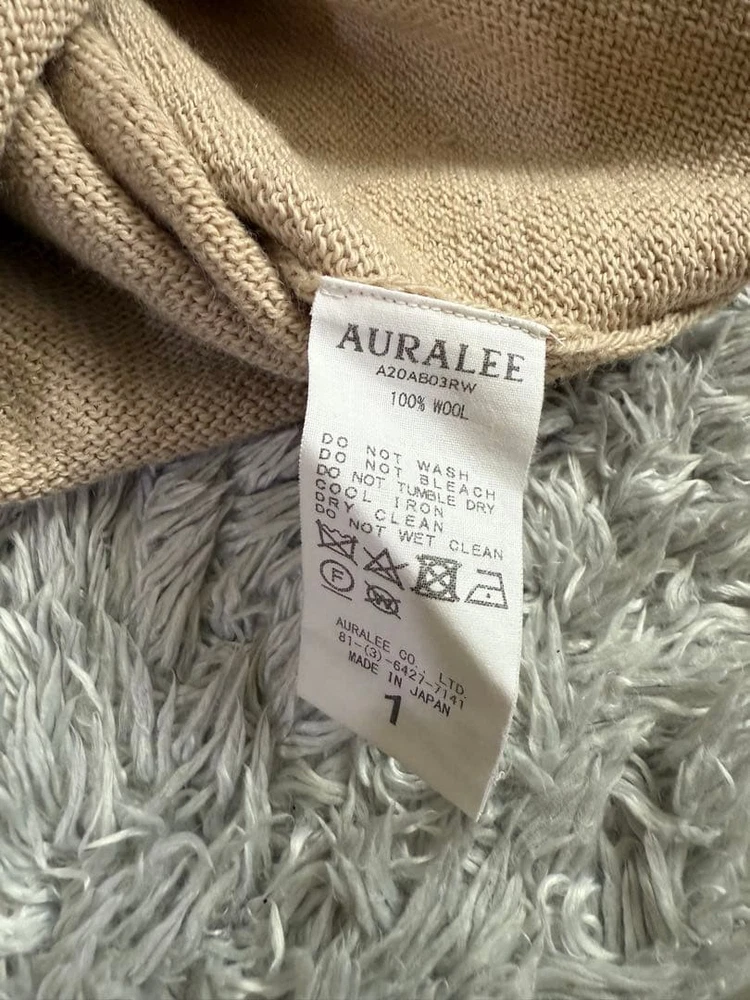 AURALEE
A20AB03RW
100% WOOL
DO NOT WASH
DO NOT BLEACH
DO NOT TUMBLE DRY
COOL IRON
DRY CLEAN
DO NOT WET CLEAN
F
W
AURALEE CO., LTD.
81-(3)-6427-7141
MADE IN JAPAN
1